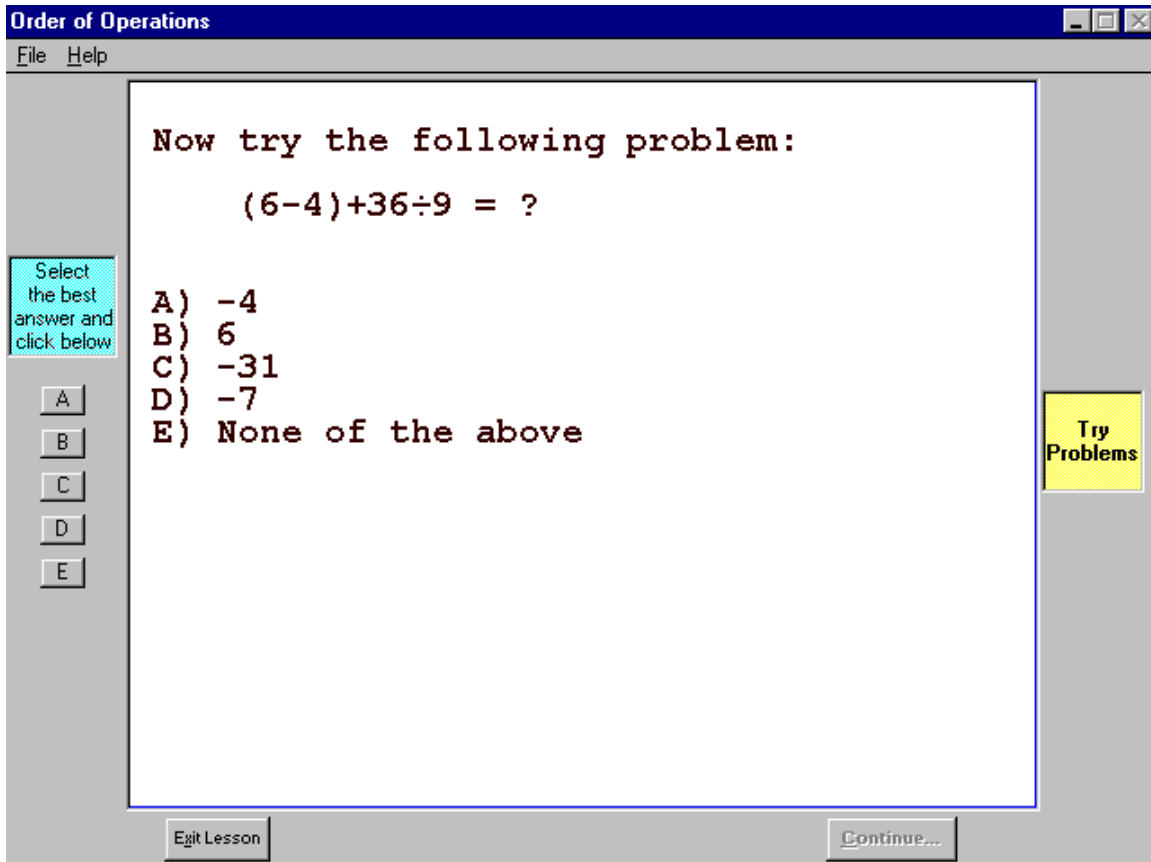 Order of Operations
File Help
Now try the following problem:
(6-4)+36÷9 = ?
Select
the best
answer and
click below
A) -4
B) 6
C) -31
D) -7
E) None of the above
A
B
C
D
E
Try
Problems
Exit Lesson
Continue...